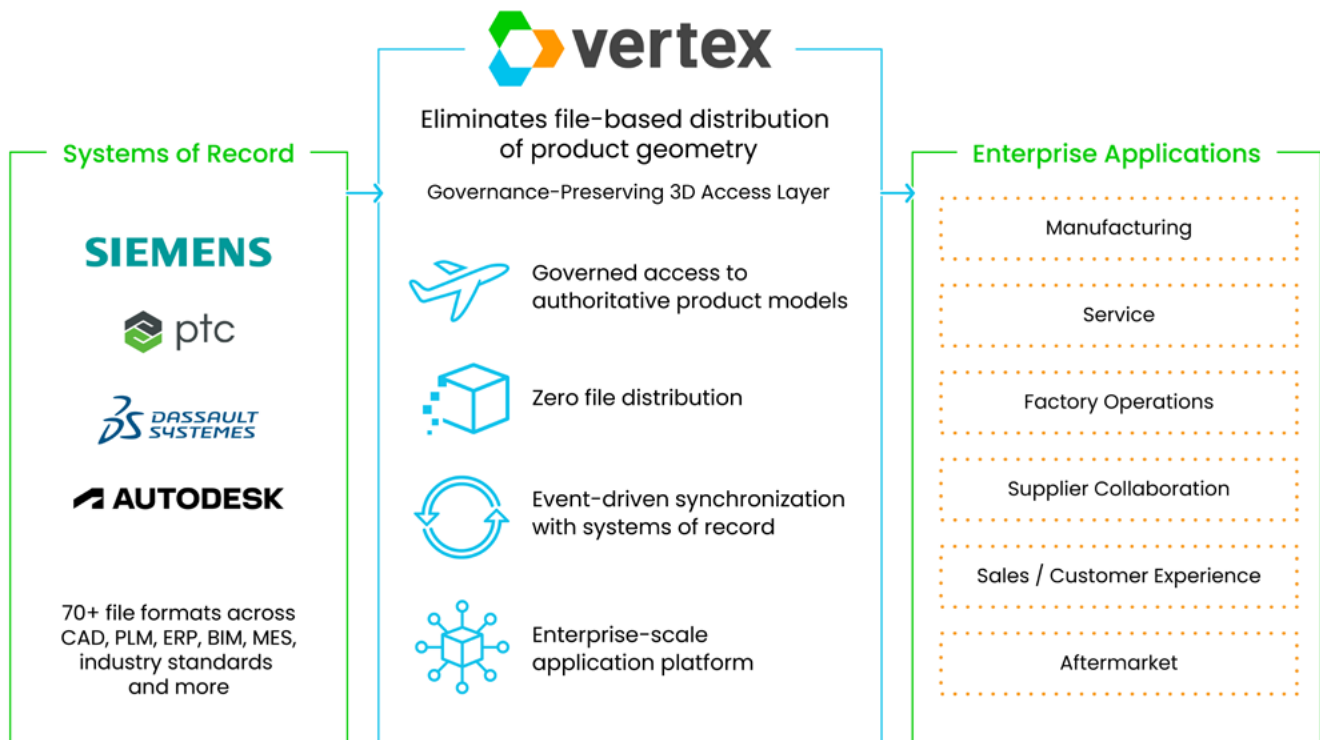 vertex
Eliminates file-based distribution
of product geometry
Governance-Preserving 3D Access Layer
Systems of Record
SIEMENS
ptc
DASSAULT
SYSTEMES
AUTODESK
70+ file formats across
CAD, PLM, ERP, BIM, MES,
industry standards
and more
Governed access to
authoritative product models
Zero file distribution
Event-driven synchronization
with systems of record
Enterprise-scale
application platform
Enterprise Applications
Manufacturing
Service
Factory Operations
Supplier Collaboration
Sales / Customer Experience
Aftermarket